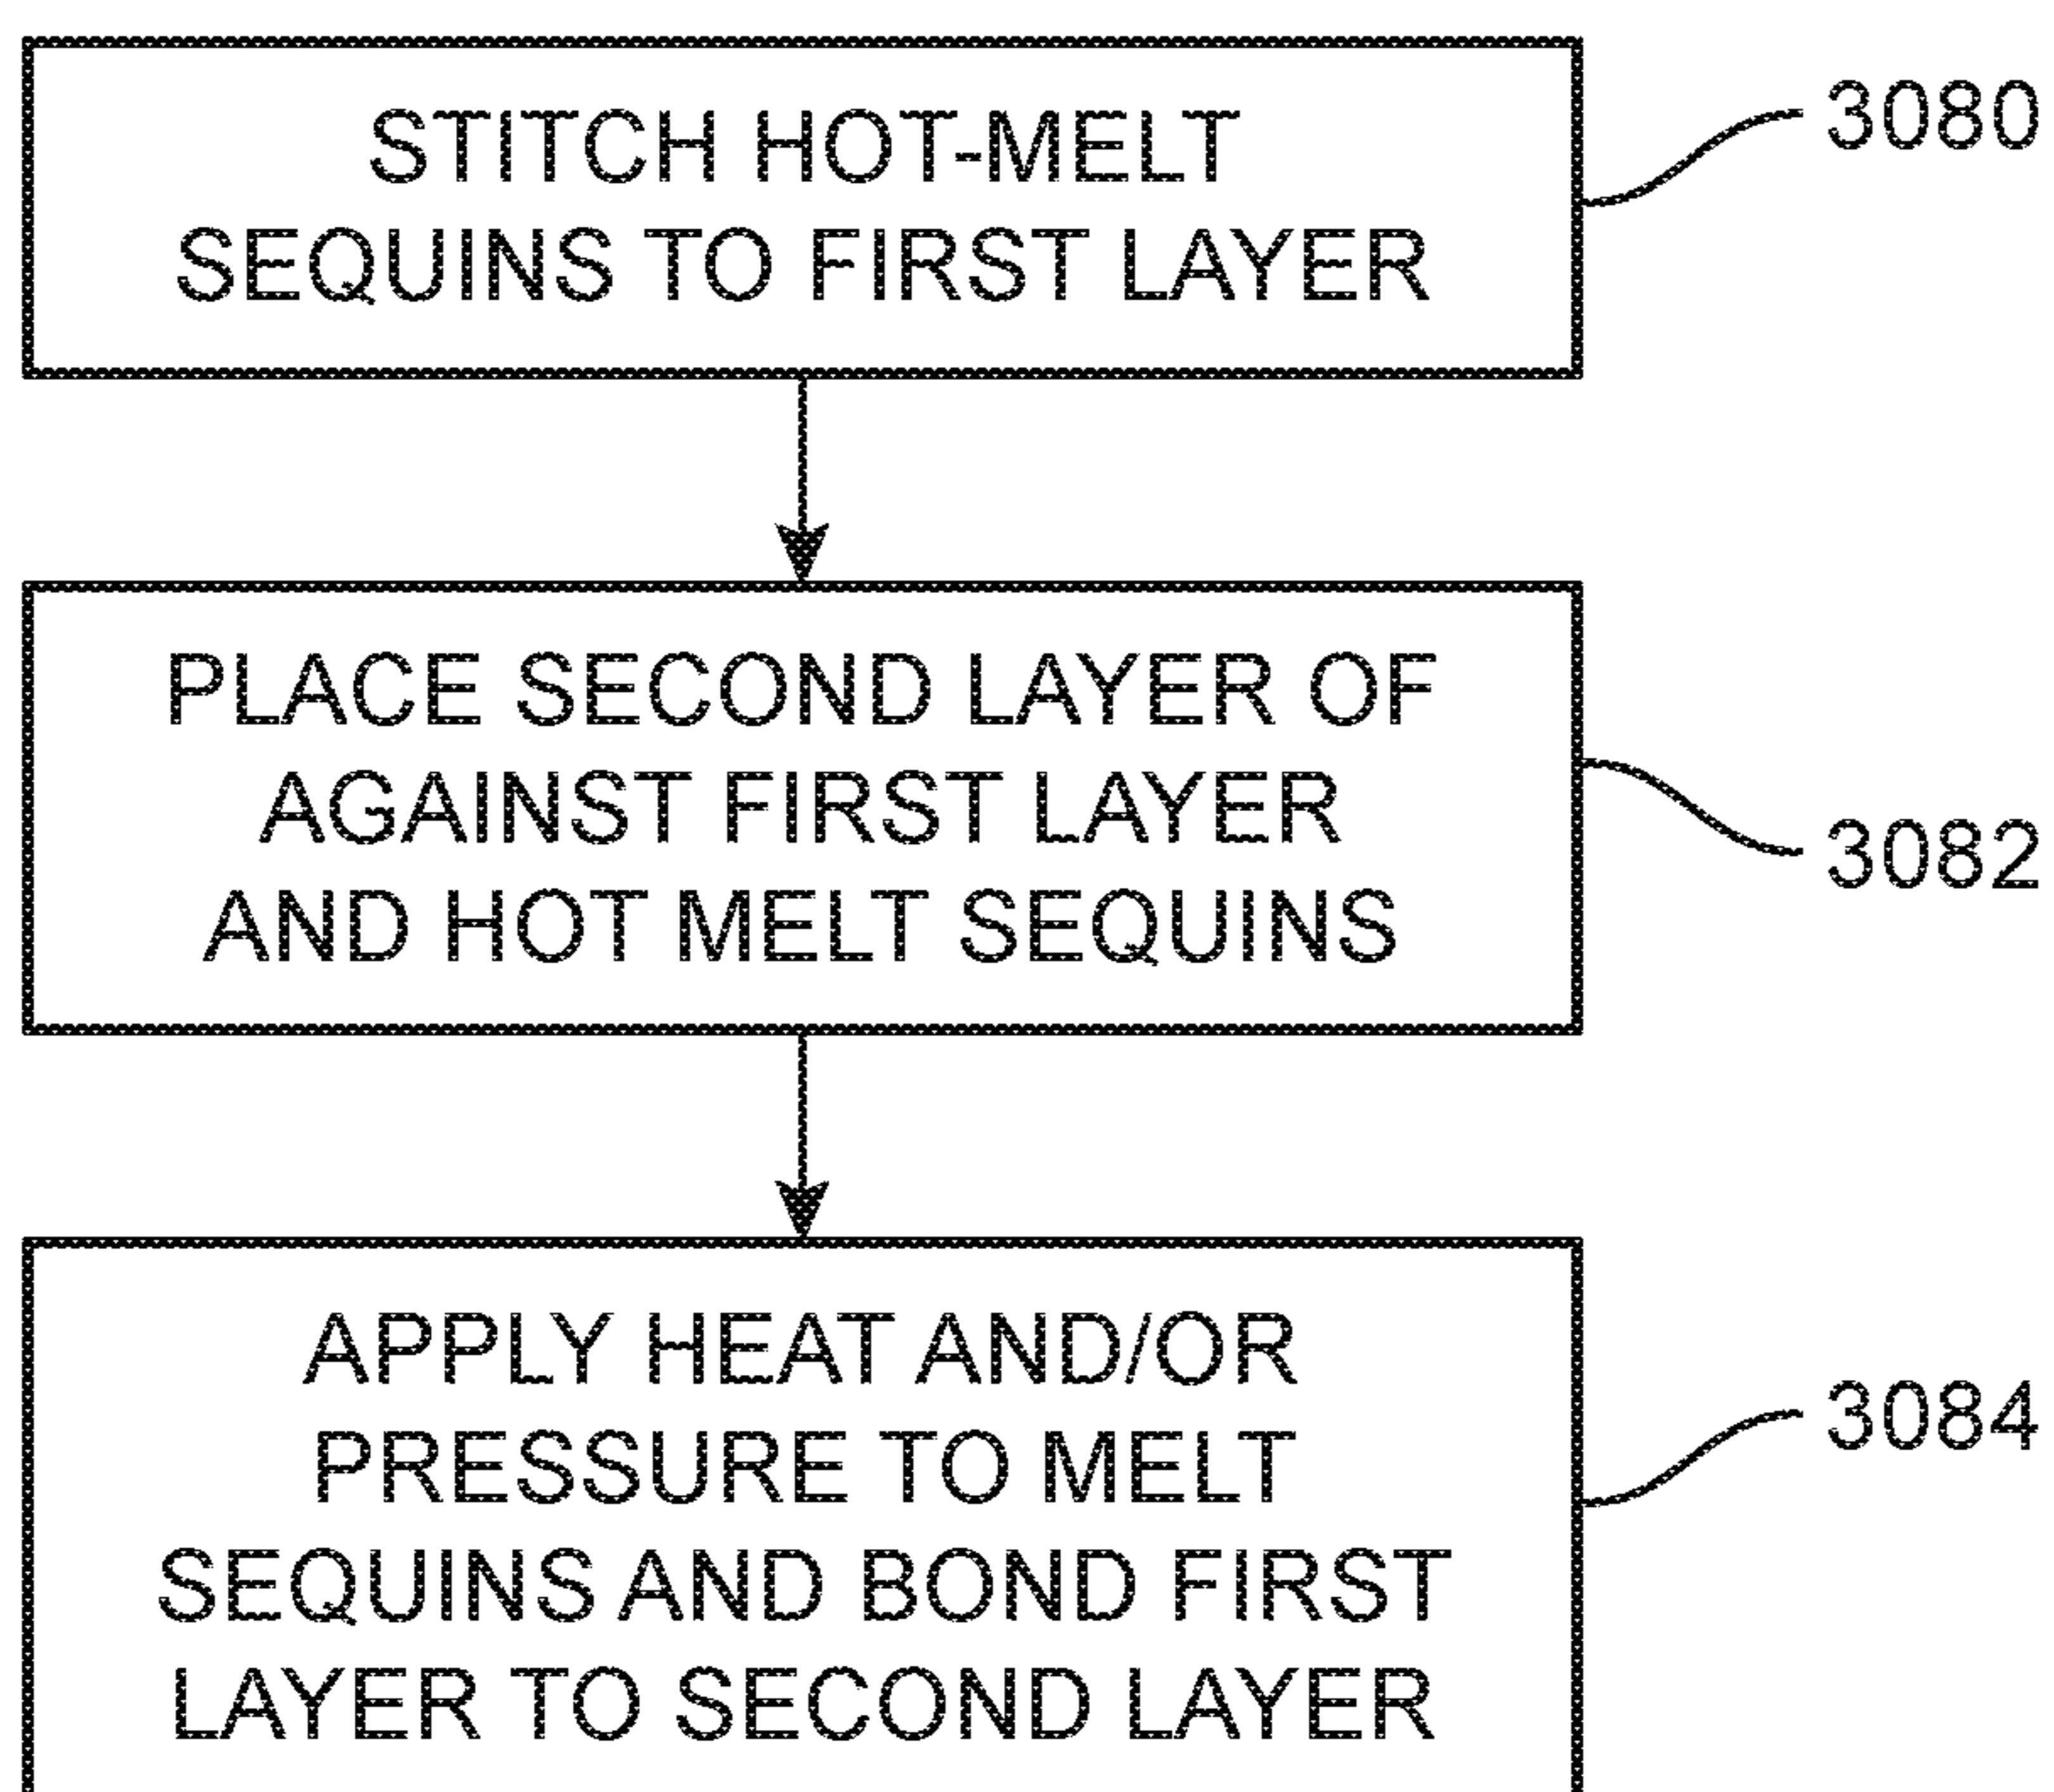 STITCH HOT-MELT
SEQUINS TO FIRST LAYER
3080
PLACE SECOND LAYER OF
AGAINST FIRST LAYER
AND HOT MELT SEQUINS
3082
APPLY HEAT AND/OR
PRESSURE TO MELT
SEQUINS AND BOND FIRST
LAYER TO SECOND LAYER
3084